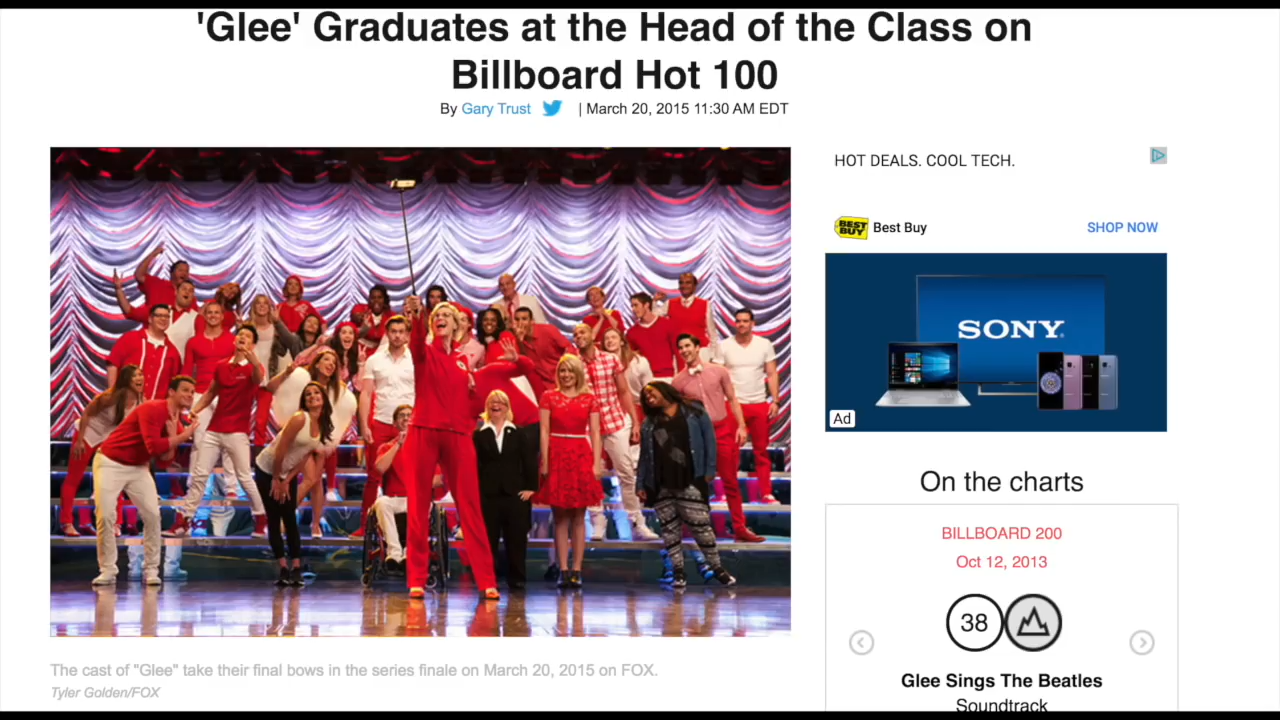 'Glee' Graduates at the Head of the Class on
Billboard Hot 100
By Gary Trust | March 20, 2015 11:30 AM EDT
HOT DEALS. COOL TECH.
BEST BUY
Best Buy
SHOP NOW
SONY
Ad
On the charts
BILLBOARD 200
Oct 12, 2013
38
Glee Sings The Beatles
Soundtrack
The cast of "Glee" take their final bows in the series finale on March 20, 2015 on FOX.
Tyler Golden/FOX